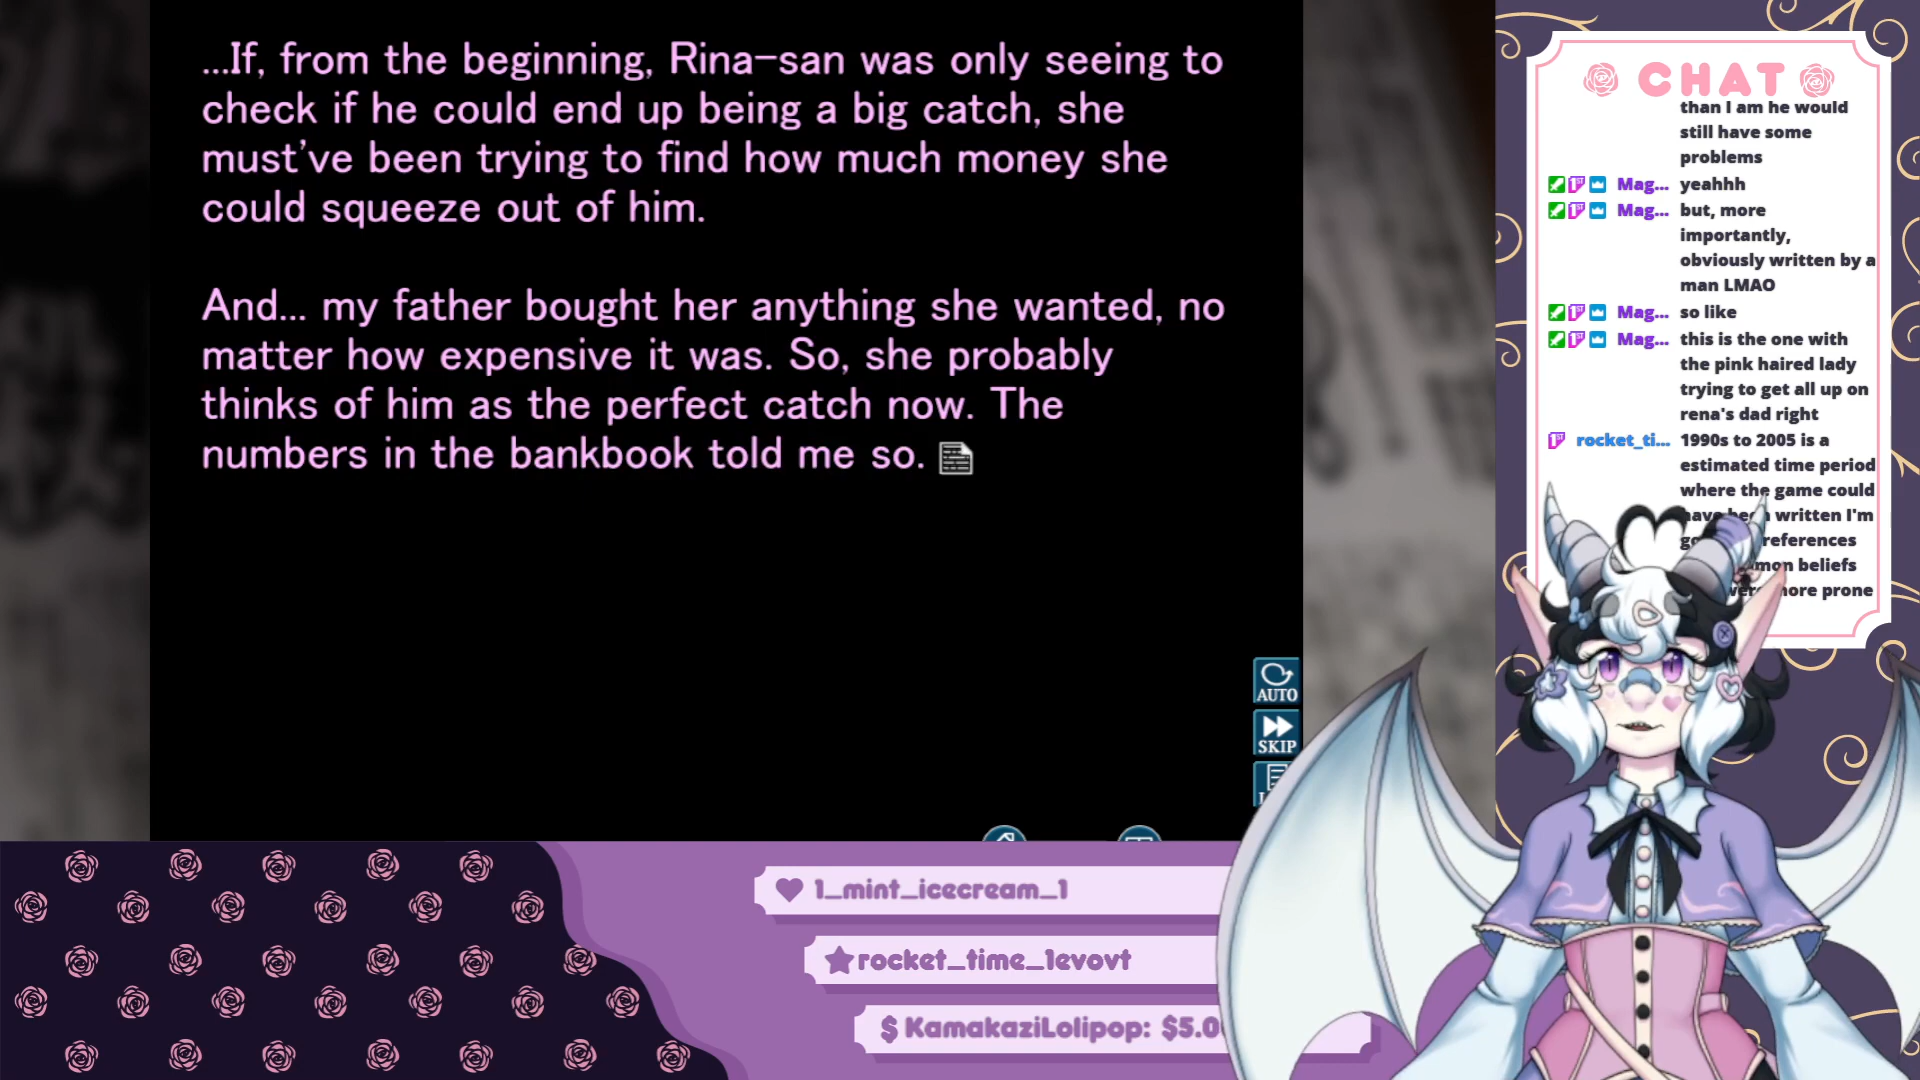 ...If, from the beginning, Rina-san was only seeing to
check if he could end up being a big catch, she
must've been trying to find how much money she
could squeeze out of him.
And... my father bought her anything she wanted, no
matter how expensive it was. So, she probably
thinks of him as the perfect catch now. The
numbers in the bankbook told me so.
AUTO
SKIP
CHAT
than I am he would
still have some
problems
Mag... yeahhh
Mag... but, more
importantly,
obviously written by a
man LMAO
Mag... so like
Mag... this is the one with
the pink haired lady
trying to get all up on
rena's dad right
rocket_ti... 1990s to 2005 is a
estimated time period
where the game could
have been written I'm
references
beliefs
more prone
1_mint_icecream_1
rocket_time_1evovt
$ KamakaziLolipop: $5.0